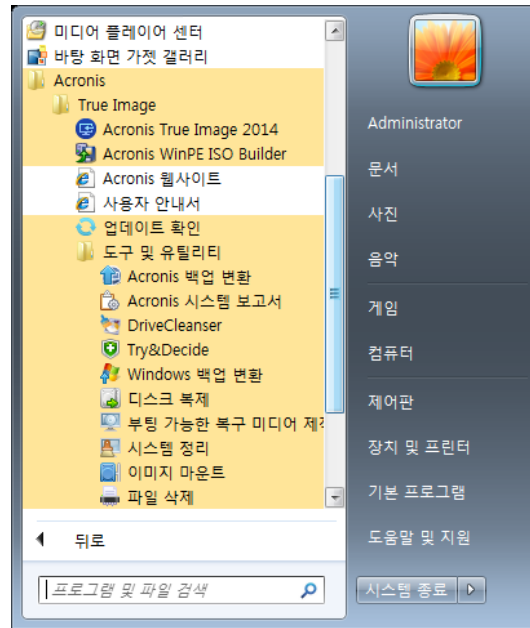 미디어 플레이어 센터
바탕 화면 가젯 갤러리
Acronis
True Image
Acronis True Image 2014
Acronis WinPE ISO Builder
Acronis 웹사이트
사용자 안내서
업데이트 확인
도구 및 유틸리티
Acronis 백업 변환
Acronis 시스템 보고서
DriveCleanser
Try&Decide
Windows 백업 변환
디스크 복제
부팅 가능한 복구 미디어
시스템 정리
이미지 마운트
파일 삭제
뒤로
프로그램 및 파일 검색
Administrator
문서
사진
음악
게임
컴퓨터
제어판
장치 및 프린터
기본 프로그램
도움말 및 지원
시스템 종료